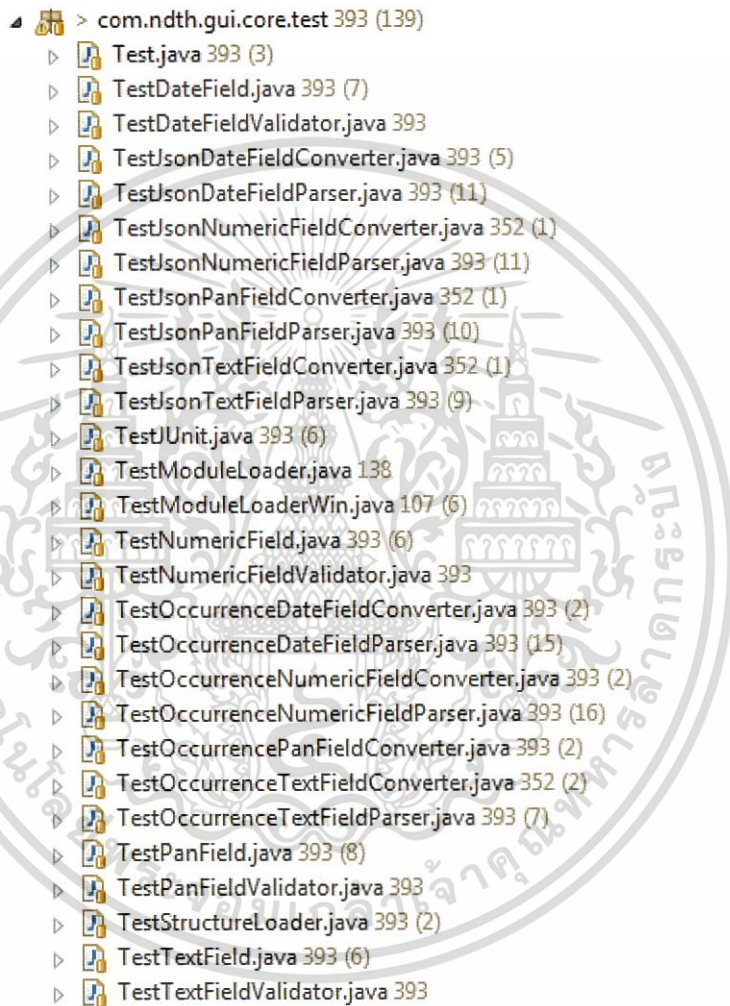 > com.ndth.gui.core.test 393 (139)
Test.java 393 (3)
TestDateField.java 393 (7)
TestDateFieldValidator.java 393
TestJsonDateFieldConverter.java 393 (5)
TestJsonDateFieldParser.java 393 (11)
TestJsonNumericFieldConverter.java 352 (1)
TestJsonNumericFieldParser.java 393 (11)
TestJsonPanFieldConverter.java 352 (1)
TestJsonPanFieldParser.java 393 (10)
TestJsonTextFieldConverter.java 352 (1)
TestJsonTextFieldParser.java 393 (9)
TestJUnit.java 393 (6)
TestModuleLoader.java 138
TestModuleLoaderWin.java 107 (6)
TestNumericField.java 393 (6)
TestNumericFieldValidator.java 393
TestOccurrenceDateFieldConverter.java 393 (2)
TestOccurrenceDateFieldParser.java 393 (15)
TestOccurrenceNumericFieldConverter.java 393 (2)
TestOccurrenceNumericFieldParser.java 393 (16)
TestOccurrencePanFieldConverter.java 393 (2)
TestOccurrenceTextFieldConverter.java 352 (2)
TestOccurrenceTextFieldParser.java 393 (7)
TestPanField.java 393 (8)
TestPanFieldValidator.java 393
TestStructureLoader.java 393 (2)
TestTextField.java 393 (6)
TestTextFieldValidator.java 393